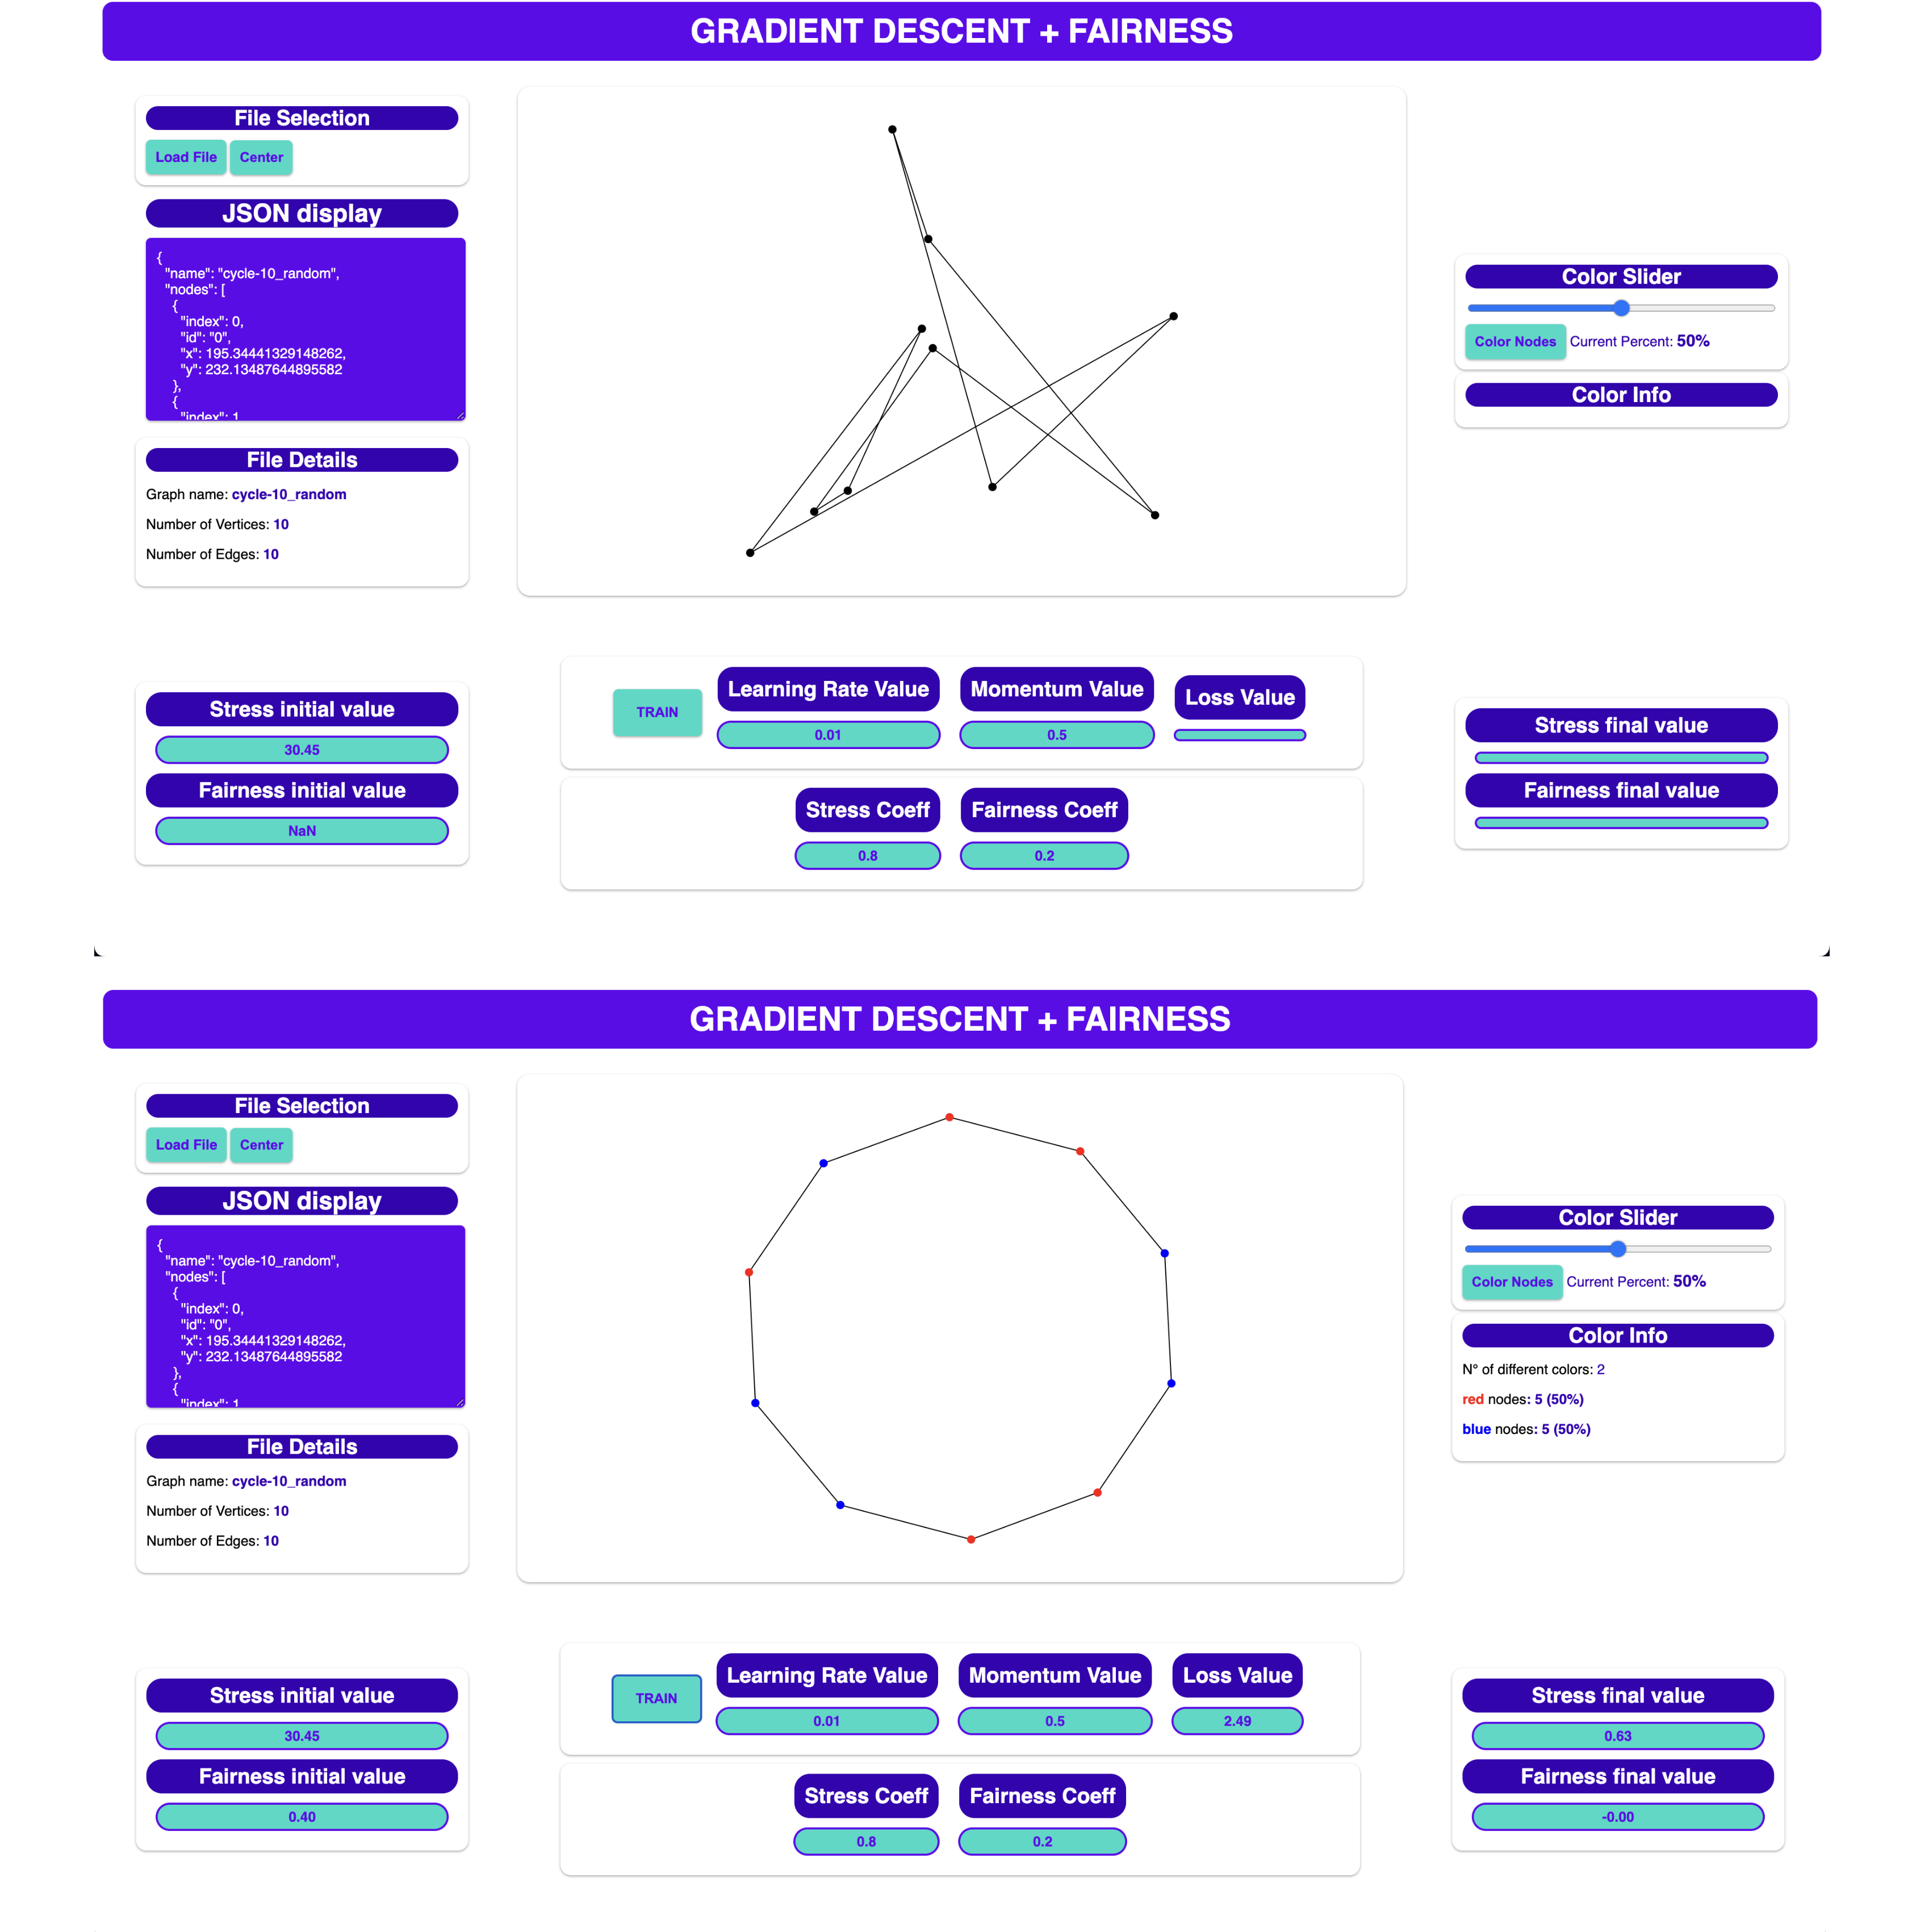 GRADIENT DESCENT + FAIRNESS
File Selection
Load File Center
JSON display
{
"name": "cycle-10_random",
"nodes": [
{
"index": 0,
"id": "0",
"x": 195.34441329148262,
"y": 232.13487644895582
},
{
"index": 1
File Details
Graph name: cycle-10_random
Number of Vertices: 10
Number of Edges: 10
Color Slider
Color Nodes Current Percent: 50%
Color Info
Stress initial value
30.45
Fairness initial value
NaN
TRAIN
Learning Rate Value
0.01
Momentum Value
0.5
Loss Value
Stress Coeff
0.8
Fairness Coeff
0.2
Stress final value
Fairness final value
GRADIENT DESCENT + FAIRNESS
File Selection
Load File Center
JSON display
{
"name": "cycle-10_random",
"nodes": [
{
"index": 0,
"id": "0",
"x": 195.34441329148262,
"y": 232.13487644895582
},
{
"index": 1
File Details
Graph name: cycle-10_random
Number of Vertices: 10
Number of Edges: 10
Color Slider
Color Nodes Current Percent: 50%
Color Info
N° of different colors: 2
red nodes: 5 (50%)
blue nodes: 5 (50%)
Stress initial value
30.45
Fairness initial value
0.40
TRAIN
Learning Rate Value
0.01
Momentum Value
0.5
Loss Value
2.49
Stress Coeff
0.8
Fairness Coeff
0.2
Stress final value
0.63
Fairness final value
-0.00